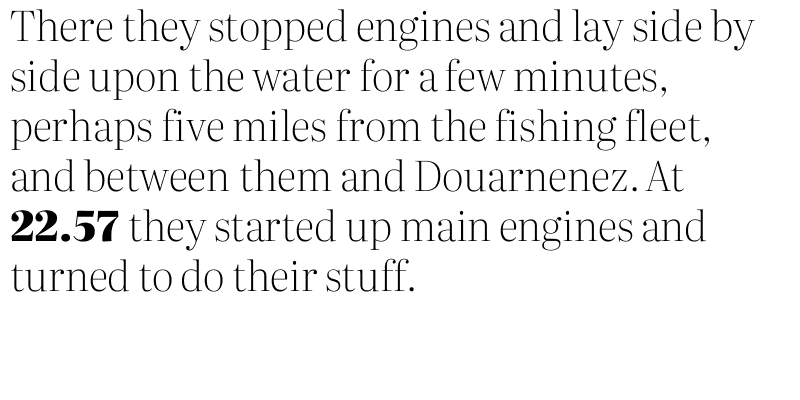 There they stopped engines and lay side by
side upon the water for a few minutes,
perhaps five miles from the fishing fleet,
and between them and Douarnenez. At
22.57 they started up main engines and
turned to do their stuff.